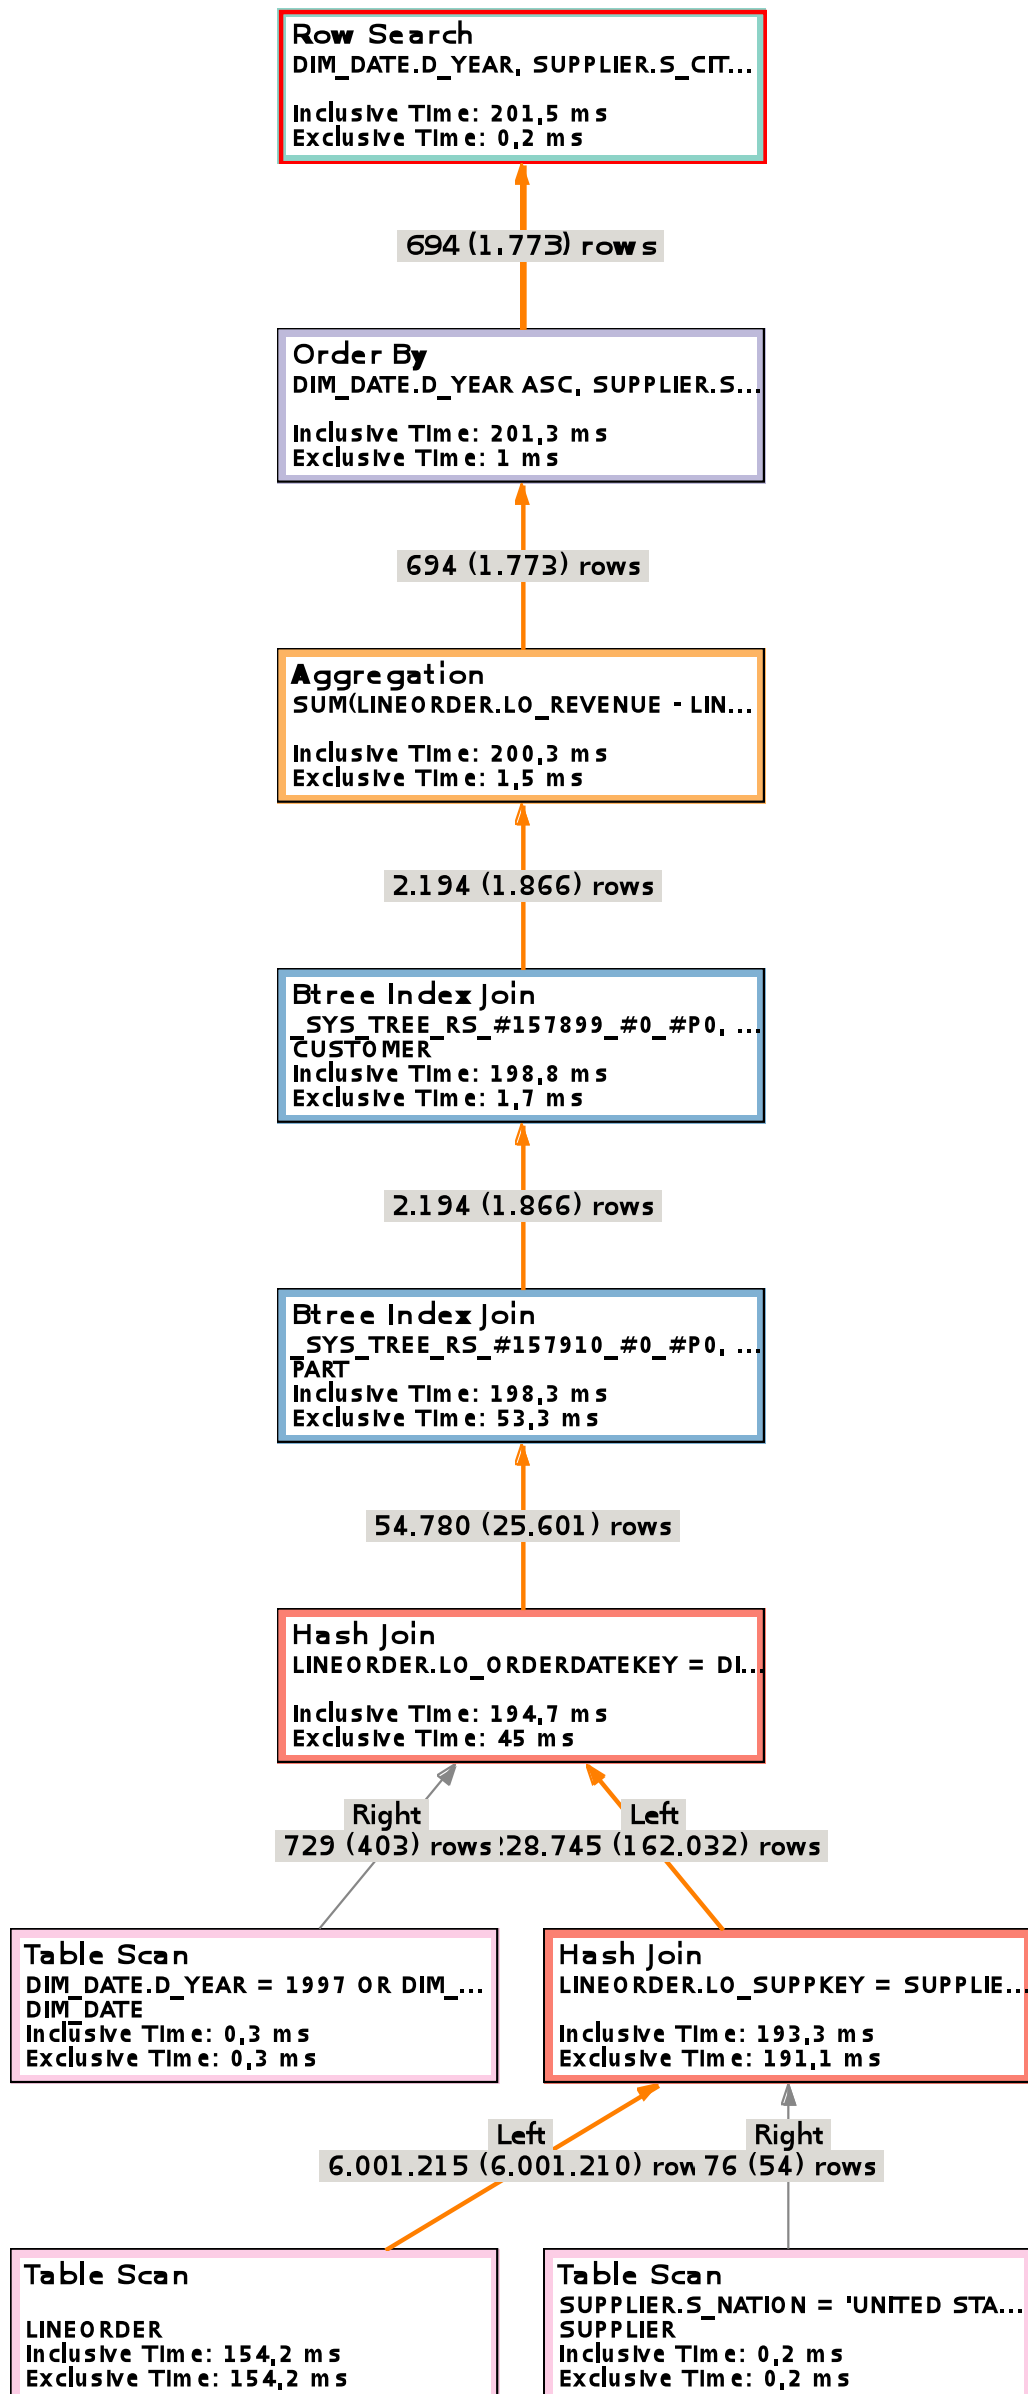 Row Search
DIM_DATE.D_YEAR, SUPPLIER.S_CIT...
Inclusive Time: 201,5 ms
Exclusive Time: 0,2 ms
694 (1.773) rows
Order By
DIM_DATE.D_YEAR ASC, SUPPLIER.S...
Inclusive Time: 201,3 ms
Exclusive Time: 1 ms
694 (1.773) rows
Aggregation
SUM(LINEORDER.LO_REVENUE - LIN...
Inclusive Time: 200,3 ms
Exclusive Time: 1,5 ms
2.194 (1.866) rows
Btree Index Join
_SYS_TREE_RS_#157899_#0_#P0, ...
CUSTOMER
Inclusive Time: 198,8 ms
Exclusive Time: 1,7 ms
2.194 (1.866) rows
Btree Index Join
_SYS_TREE_RS_#157910_#0_#P0, ...
PART
Inclusive Time: 198,3 ms
Exclusive Time: 53,3 ms
54.780 (25.601) rows
Hash Join
LINEORDER.LO_ORDERDATEKEY = DI...
Inclusive Time: 194,7 ms
Exclusive Time: 45 ms
Right
729 (403) rows
Left
28.745 (162.032) rows
Table Scan
DIM_DATE.D_YEAR = 1997 OR DIM_...
DIM_DATE
Inclusive Time: 0,3 ms
Exclusive Time: 0,3 ms
Hash Join
LINEORDER.LO_SUPPKEY = SUPPLIE...
Inclusive Time: 193,3 ms
Exclusive Time: 191,1 ms
Left
6.001.215 (6.001.210) row
Right
76 (54) rows
Table Scan
LINEORDER
Inclusive Time: 154,2 ms
Exclusive Time: 154,2 ms
Table Scan
SUPPLIER.S_NATION = 'UNITED STA...
SUPPLIER
Inclusive Time: 0,2 ms
Exclusive Time: 0,2 ms